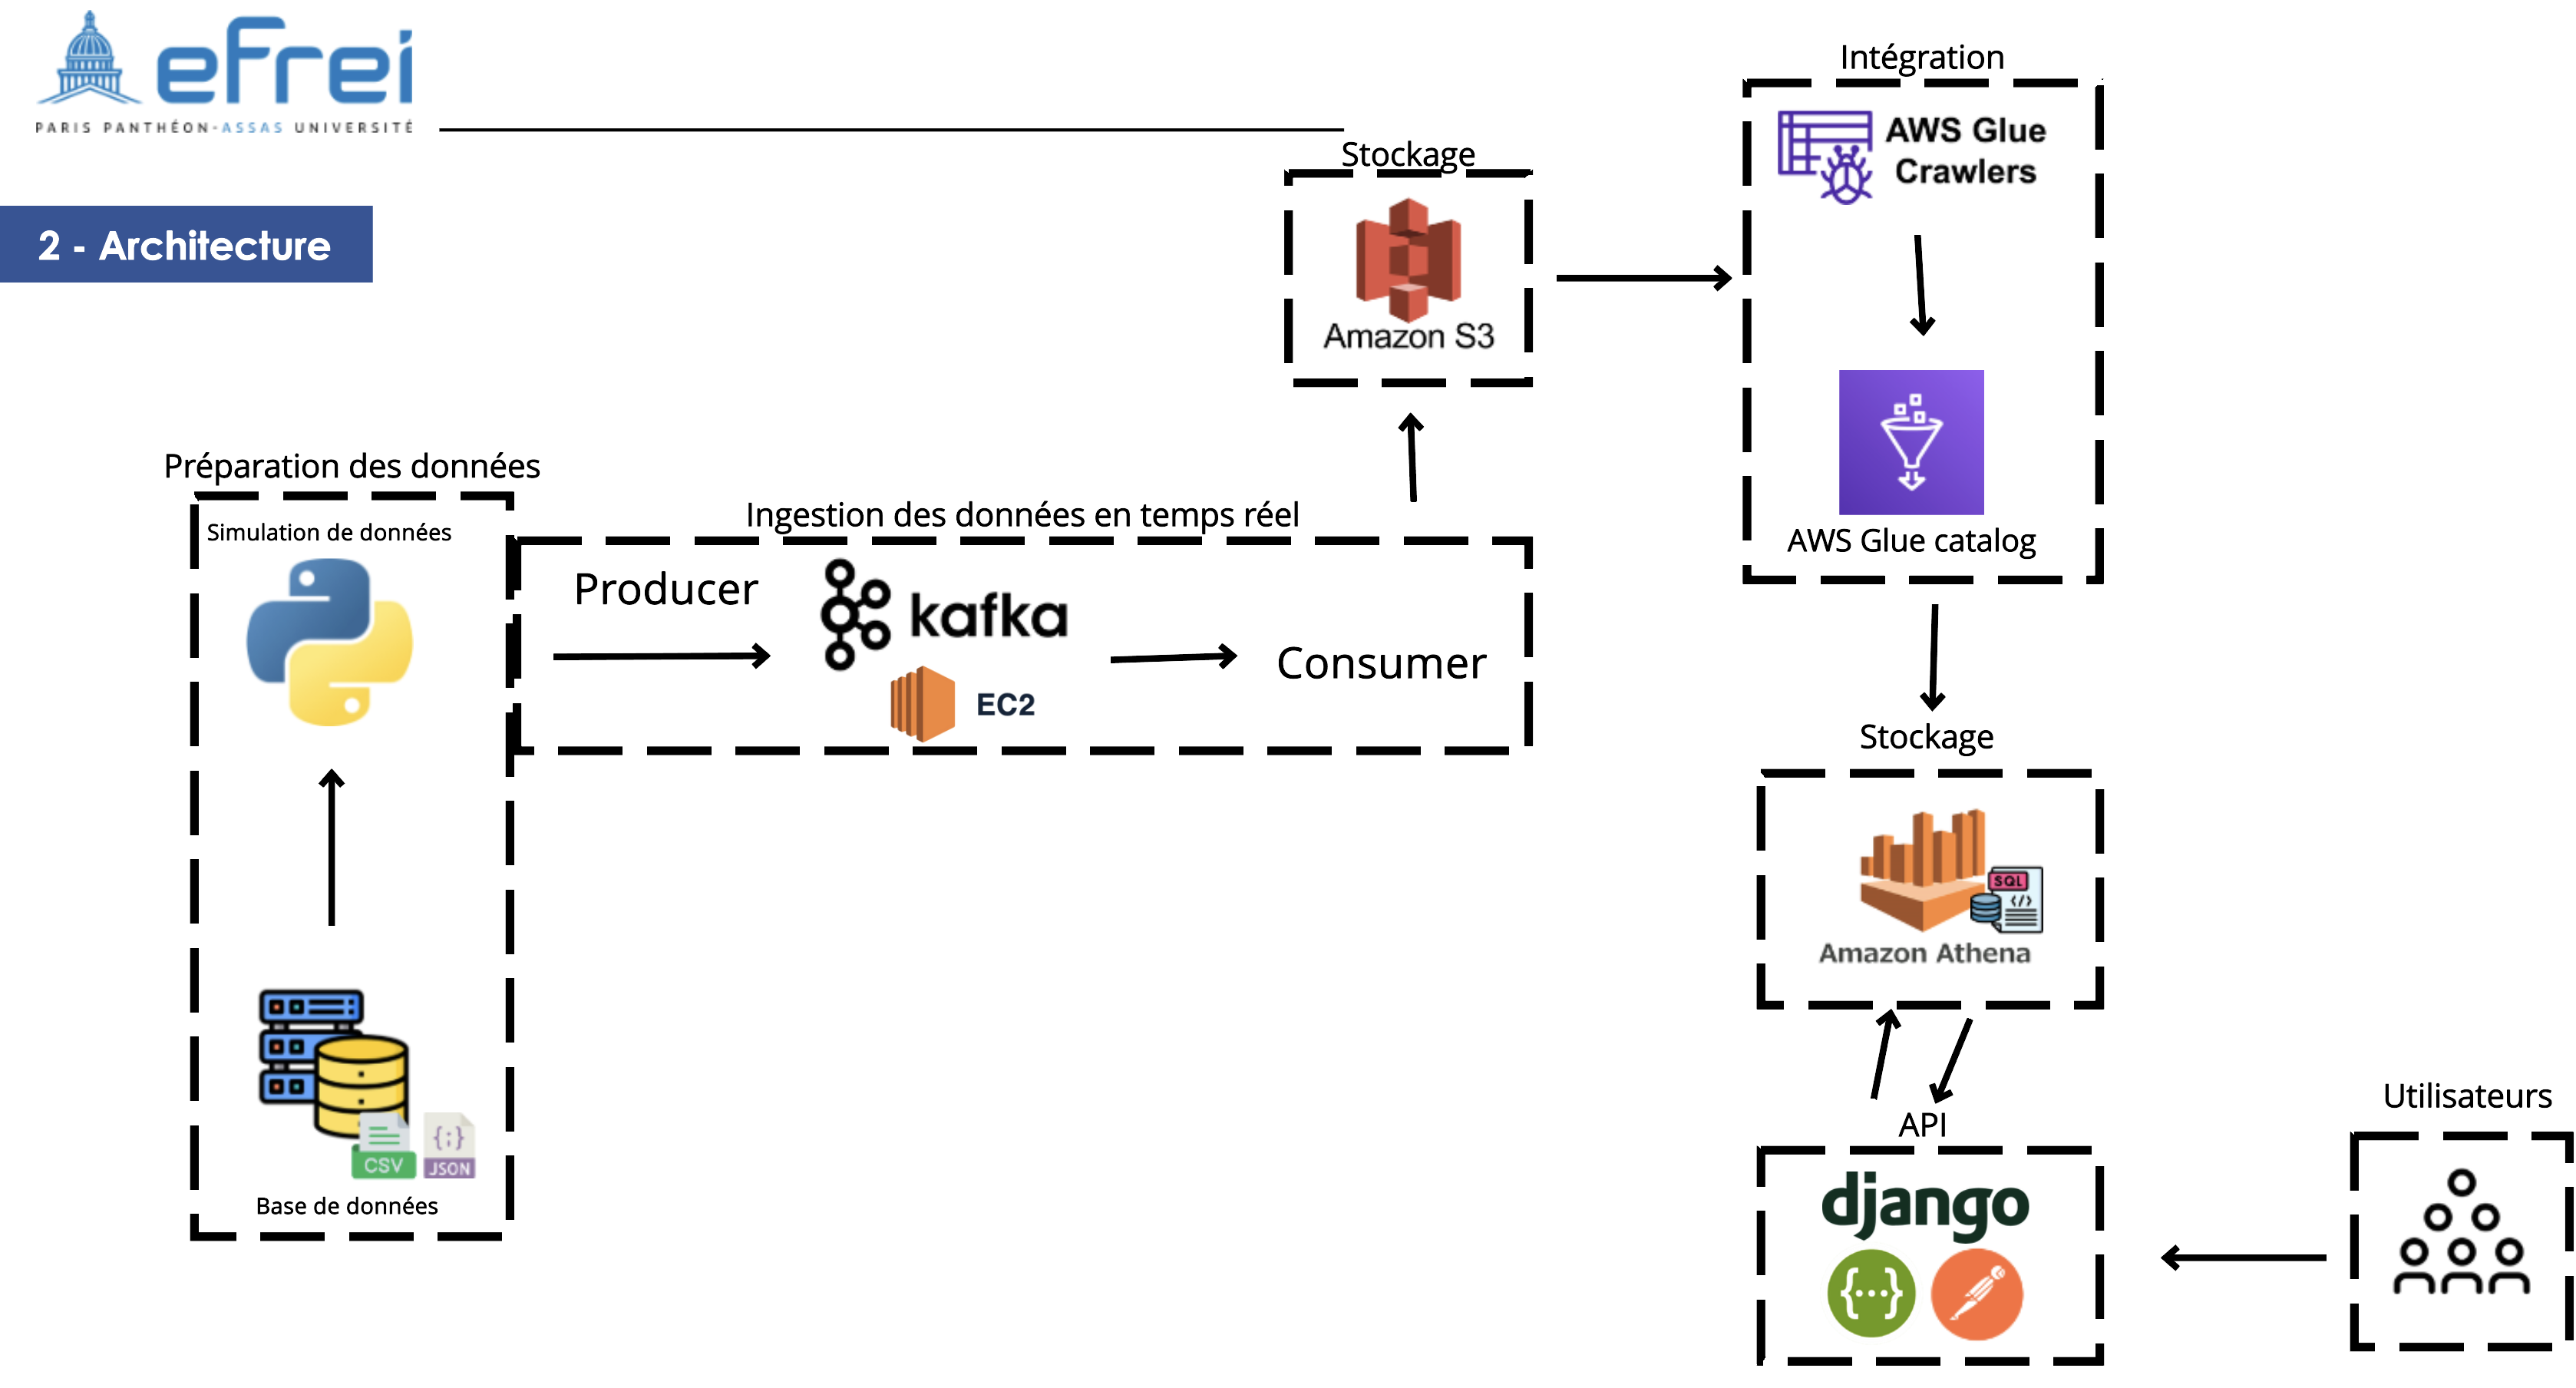 efrei
PARIS PANTHÉON-ASSAS UNIVERSITÉ
2 - Architecture
Préparation des données
Simulation de données
CSV
JSON
Base de données
Ingestion des données en temps réel
Producer
kafka
EC2
Consumer
Stockage
Amazon S3
Intégration
AWS Glue
Crawlers
AWS Glue catalog
Stockage
SQL
</>
Amazon Athena
API
django
{...}
Utilisateurs